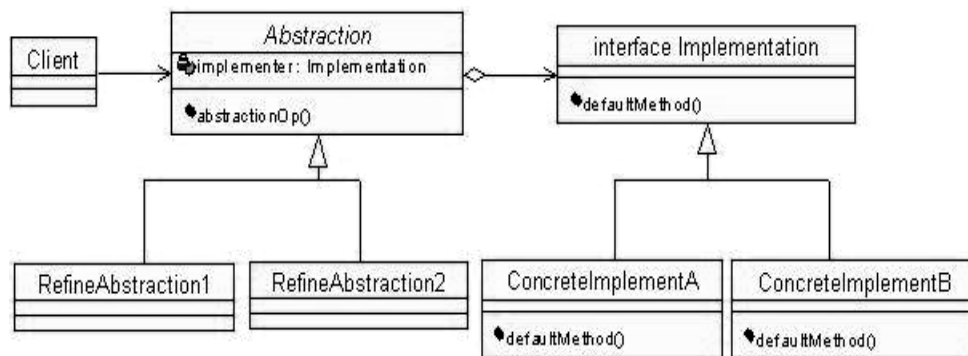 Client
Abstraction
implementer: Implementation
abstractionOp()
interface Implementation
defaultMethod()
RefineAbstraction1
RefineAbstraction2
ConcreteImplementA
defaultMethod()
ConcreteImplementB
defaultMethod()